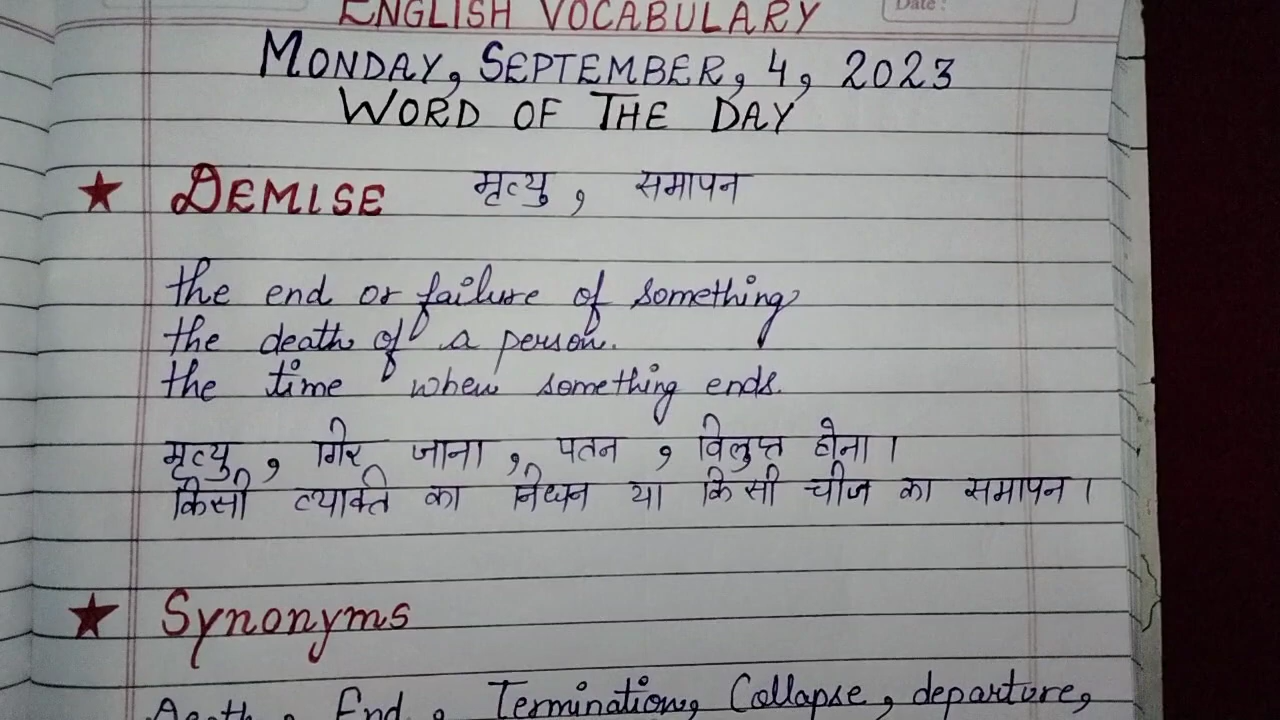 ENGLISH VOCABULARY
Date :
MONDAY, SEPTEMBER, 4, 2023
WORD OF THE DAY
★ DEMISE मृत्यु, समापन
the end or failure of something
the death of a person.
the time when something ends.
मृत्यु, गिर जाना, पतन, विलुप्त होना।
किसी व्यक्ति का निधन या किसी चीज का समापन।
★ Synonyms
Death, End, Termination, Collapse, departure,